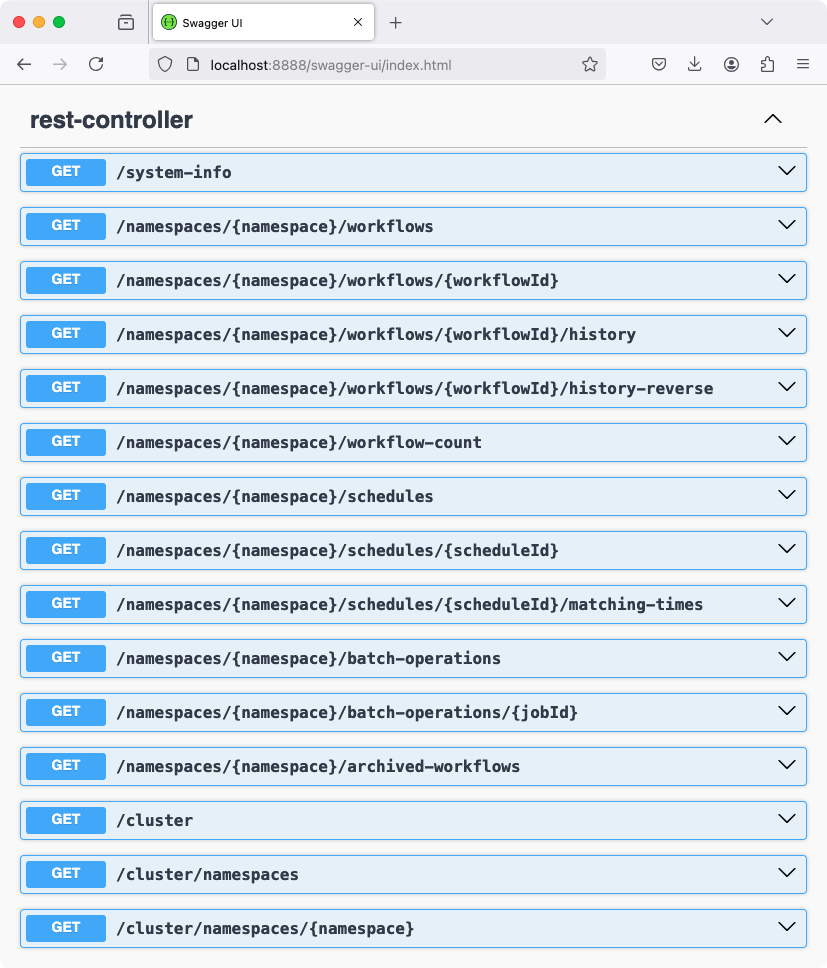 Swagger UI
localhost:8888/swagger-ui/index.html
rest-controller
GET /system-info
GET /namespaces/{namespace}/workflows
GET /namespaces/{namespace}/workflows/{workflowId}
GET /namespaces/{namespace}/workflows/{workflowId}/history
GET /namespaces/{namespace}/workflows/{workflowId}/history-reverse
GET /namespaces/{namespace}/workflow-count
GET /namespaces/{namespace}/schedules
GET /namespaces/{namespace}/schedules/{scheduleId}
GET /namespaces/{namespace}/schedules/{scheduleId}/matching-times
GET /namespaces/{namespace}/batch-operations
GET /namespaces/{namespace}/batch-operations/{jobId}
GET /namespaces/{namespace}/archived-workflows
GET /cluster
GET /cluster/namespaces
GET /cluster/namespaces/{namespace}